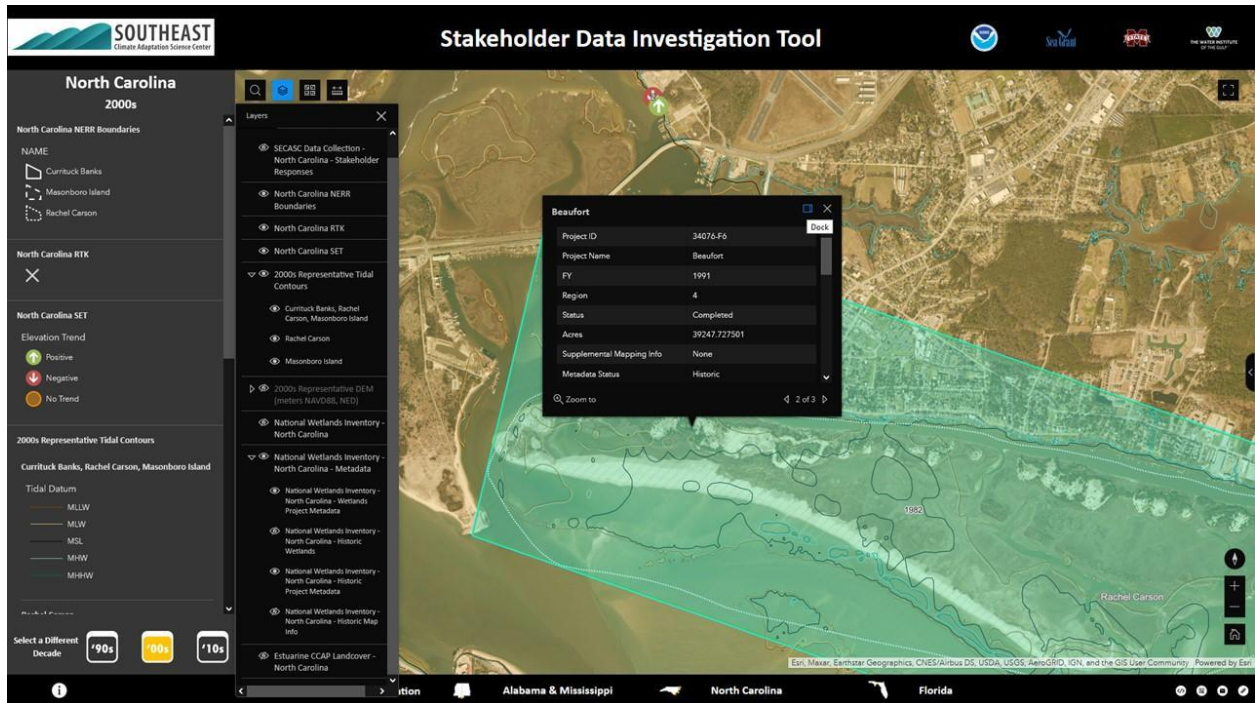 SOUTHEAST
Climate Adaptation Science Center
Stakeholder Data Investigation Tool
Sea Grant
STATE
THE WATER INSTITUTE
OF THE GULF
North Carolina
2000s
North Carolina NERR Boundaries
NAME
Currituck Banks
Masonboro Island
Rachel Carson
North Carolina RTK
North Carolina SET
Elevation Trend
Positive
Negative
No Trend
2000s Representative Tidal Contours
Currituck Banks, Rachel Carson, Masonboro Island
Tidal Datum
MLLW
MLW
MSL
MHW
MHHW
Select a Different
Decade
'90s
'00s
'10s
Layers
SECASC Data Collection -
North Carolina - Stakeholder
Responses
North Carolina NERR
Boundaries
North Carolina RTK
North Carolina SET
2000s Representative Tidal
Contours
Currituck Banks, Rachel
Carson, Masonboro Island
Rachel Carson
Masonboro Island
2000s Representative DEM
(meters NAVD88, NED)
National Wetlands Inventory -
North Carolina
National Wetlands Inventory -
North Carolina - Metadata
National Wetlands Inventory -
North Carolina - Wetlands
Project Metadata
National Wetlands Inventory -
North Carolina - Historic
Wetlands
National Wetlands Inventory -
North Carolina - Historic
Project Metadata
National Wetlands Inventory -
North Carolina - Historic Map
Info
Estuarine CCAP Landcover -
North Carolina
Beaufort
Dock
Project ID 34076-F6
Project Name Beaufort
FY 1991
Region 4
Status Completed
Acres 39247.727501
Supplemental Mapping Info None
Metadata Status Historic
Zoom to
2 of 3
1982
Rachel Carson
Esri, Maxar, Earthstar Geographics, CNES/Airbus DS, USDA, USGS, AeroGRID, IGN, and the GIS User Community
Powered by Esri
Alabama & Mississippi
North Carolina
Florida